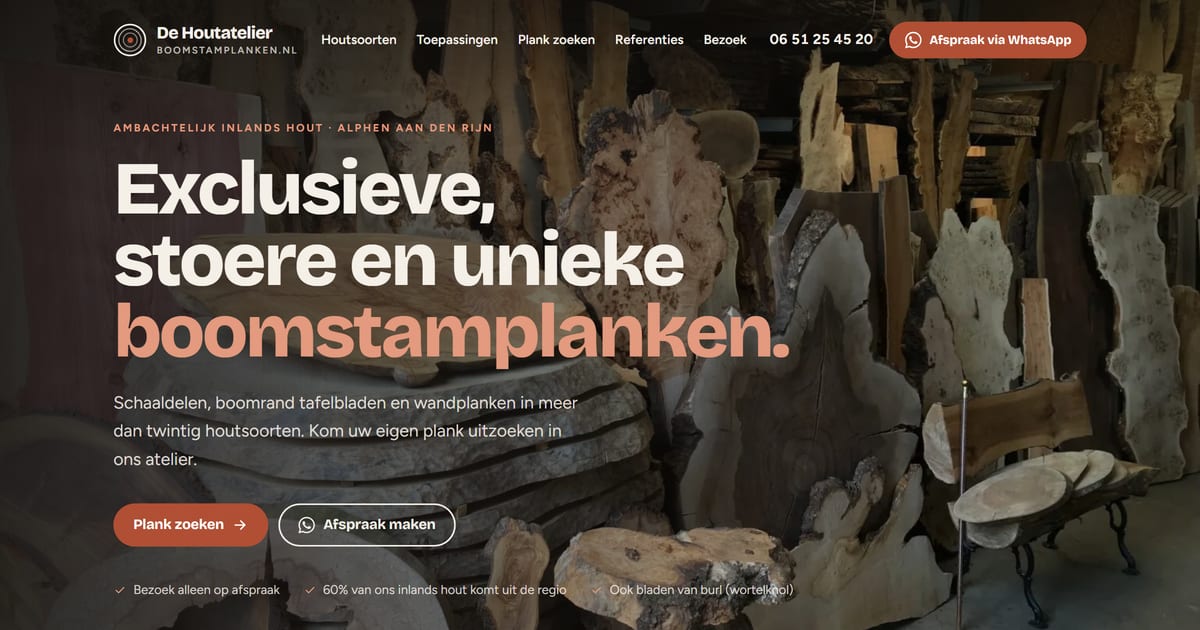 De Houtatelier
BOOMSTAMPLANKEN.NL
Houtsoorten Toepassingen Plank zoeken Referenties Bezoek 06 51 25 45 20 Afspraak via WhatsApp
AMBACHTELIJK INLANDS HOUT · ALPHEN AAN DEN RIJN
Exclusieve,
stoere en unieke
boomstamplanken.
Schaaldelen, boomrand tafelbladen en wandplanken in meer
dan twintig houtsoorten. Kom uw eigen plank uitzoeken in
ons atelier.
Plank zoeken → Afspraak maken
✓ Bezoek alleen op afspraak ✓ 60% van ons inlands hout komt uit de regio ✓ Ook bladen van burl (wortelknol)